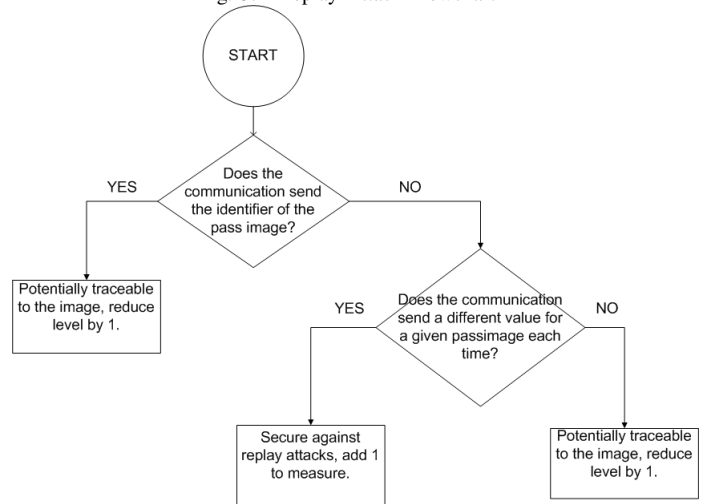 START
Does the
communication send
the identifier of the
pass image?
YES
NO
Potentially traceable
to the image, reduce
level by 1.
Does the communication
send a different value for
a given passimage each
time?
YES
NO
Secure against
replay attacks, add 1
to measure.
Potentially traceable
to the image, reduce
level by 1.